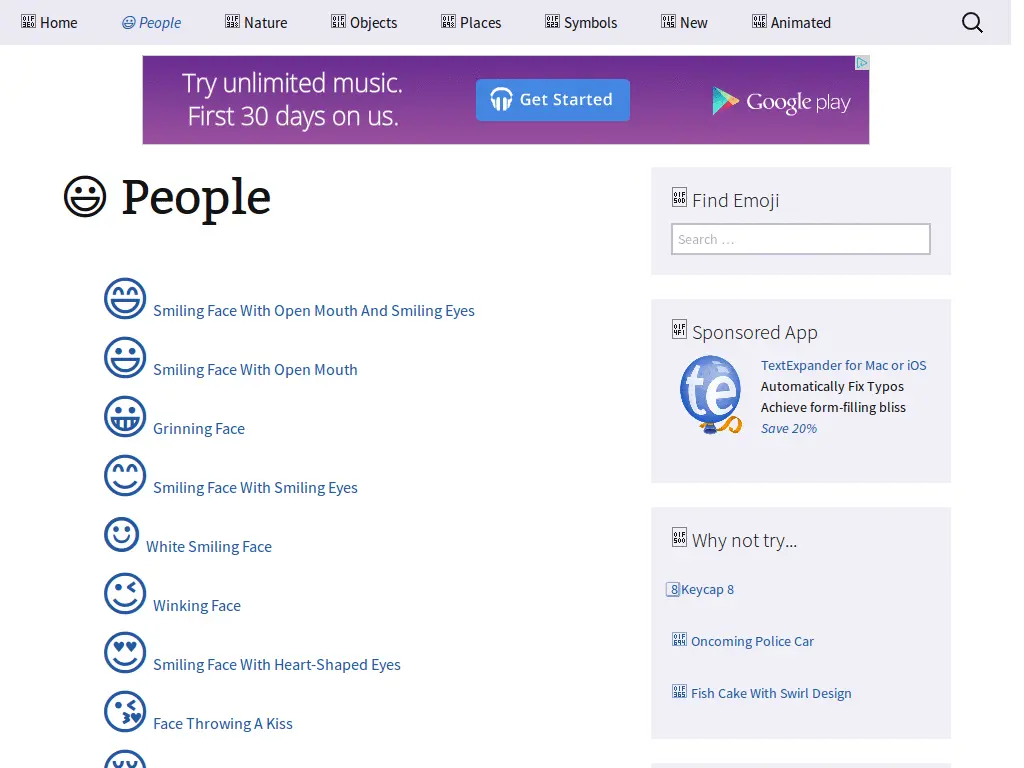 Home
😃 People
Nature
Objects
Places
Symbols
New
Animated
Try unlimited music.
First 30 days on us.
Get Started
Google play
😃 People
Smiling Face With Open Mouth And Smiling Eyes
Smiling Face With Open Mouth
Grinning Face
Smiling Face With Smiling Eyes
White Smiling Face
Winking Face
Smiling Face With Heart-Shaped Eyes
Face Throwing A Kiss
Find Emoji
Search …
Sponsored App
te
TextExpander for Mac or iOS
Automatically Fix Typos
Achieve form-filling bliss
Save 20%
Why not try...
8 Keycap 8
Oncoming Police Car
Fish Cake With Swirl Design